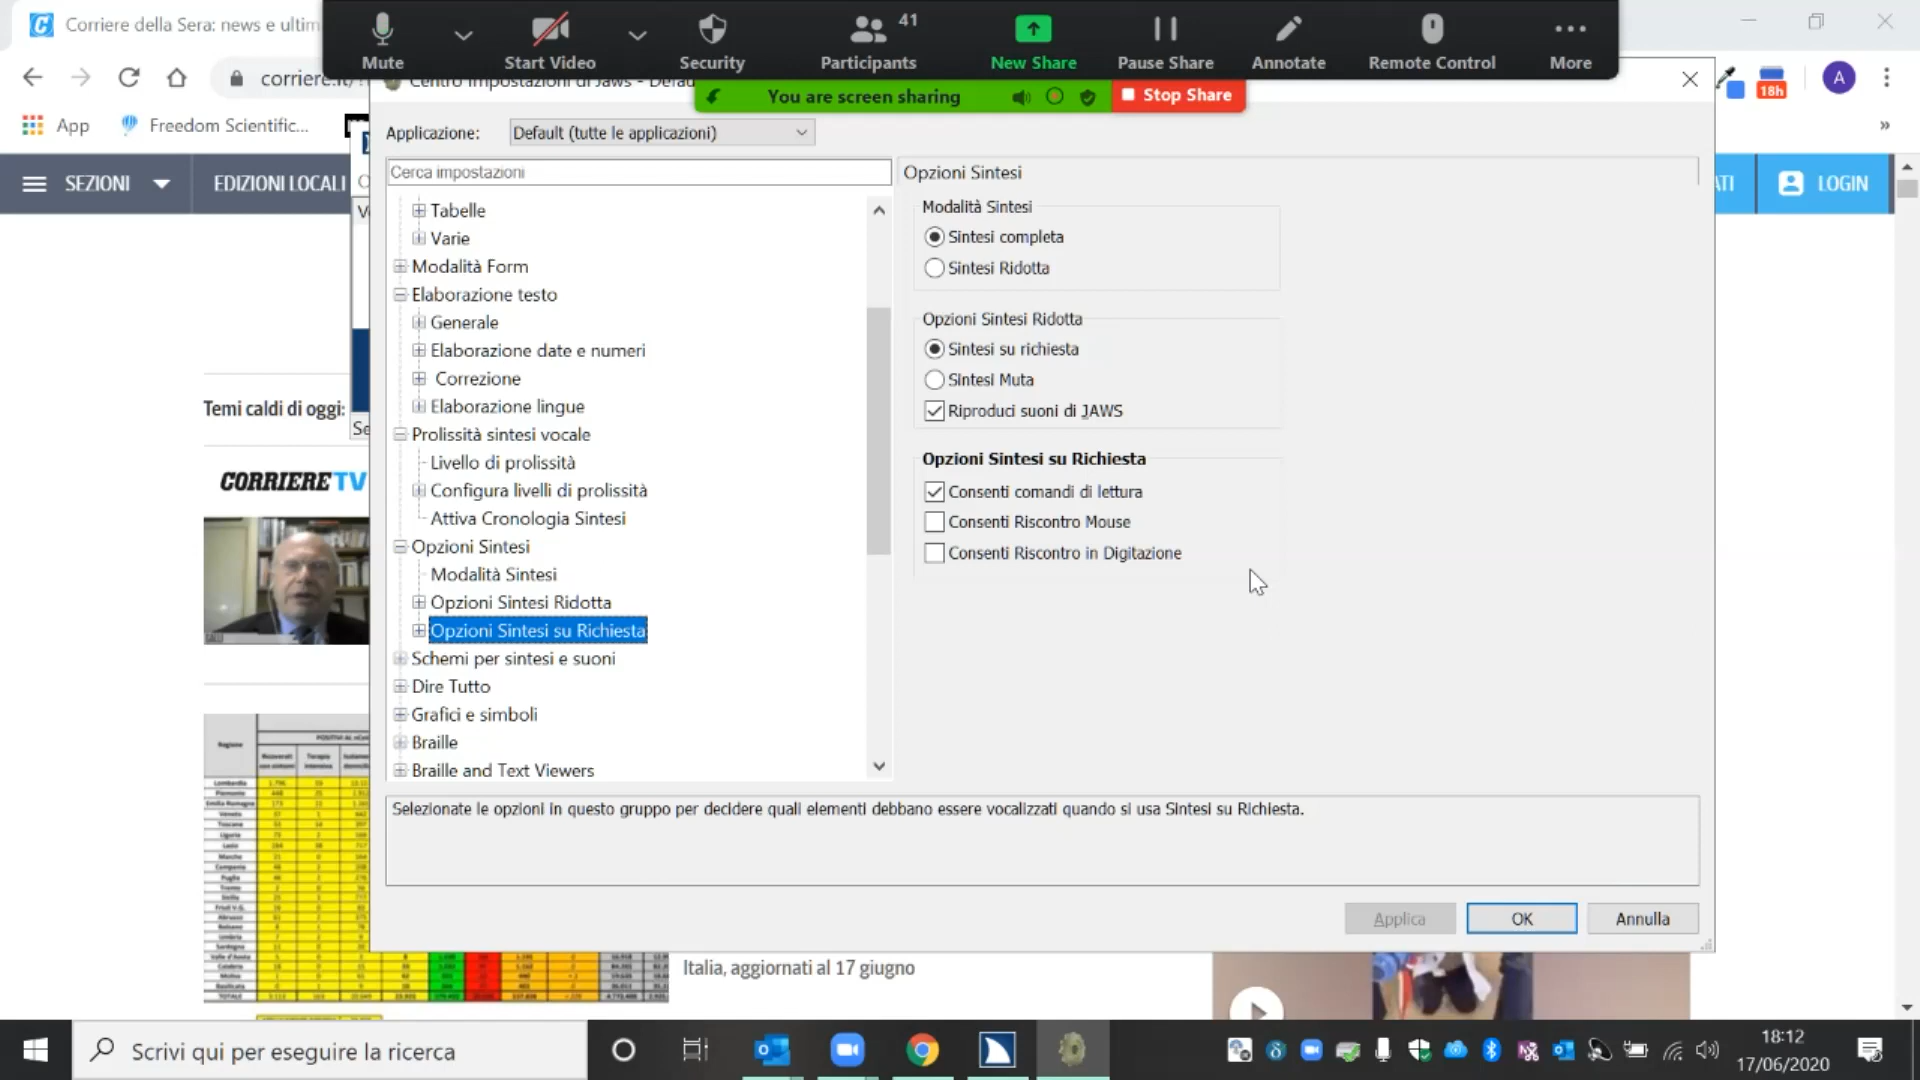 Corriere della Sera: news e ultim
Mute
Start Video
Security
Participants
41
New Share
Pause Share
Annotate
Remote Control
More
corriere.it/
Centro Impostazioni di Jaws - Defau
You are screen sharing
Stop Share
18h
A
App
Freedom Scientific...
»
Applicazione:
Default (tutte le applicazioni)
SEZIONI
EDIZIONI LOCALI
LOGIN
Cerca impostazioni
Tabelle
Varie
Modalità Form
Elaborazione testo
Generale
Elaborazione date e numeri
Correzione
Elaborazione lingue
Prolissità sintesi vocale
Livello di prolissità
Configura livelli di prolissità
Attiva Cronologia Sintesi
Opzioni Sintesi
Modalità Sintesi
Opzioni Sintesi Ridotta
Opzioni Sintesi su Richiesta
Schemi per sintesi e suoni
Dire Tutto
Grafici e simboli
Braille
Braille and Text Viewers
Opzioni Sintesi
Modalità Sintesi
Sintesi completa
Sintesi Ridotta
Opzioni Sintesi Ridotta
Sintesi su richiesta
Sintesi Muta
Riproduci suoni di JAWS
Opzioni Sintesi su Richiesta
Consenti comandi di lettura
Consenti Riscontro Mouse
Consenti Riscontro in Digitazione
Selezionate le opzioni in questo gruppo per decidere quali elementi debbano essere vocalizzati quando si usa Sintesi su Richiesta.
Applica
OK
Annulla
Temi caldi di oggi:
CORRIERE TV
Italia, aggiornati al 17 giugno
Scrivi qui per eseguire la ricerca
18:12
17/06/2020